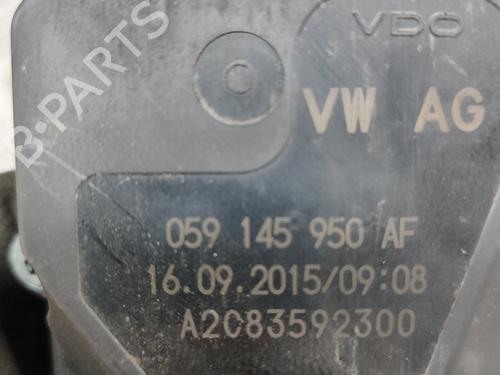 VDO
VW AG
B-PARTS
059 145 950 AF
16.09.2015/09:08
A2C83592300